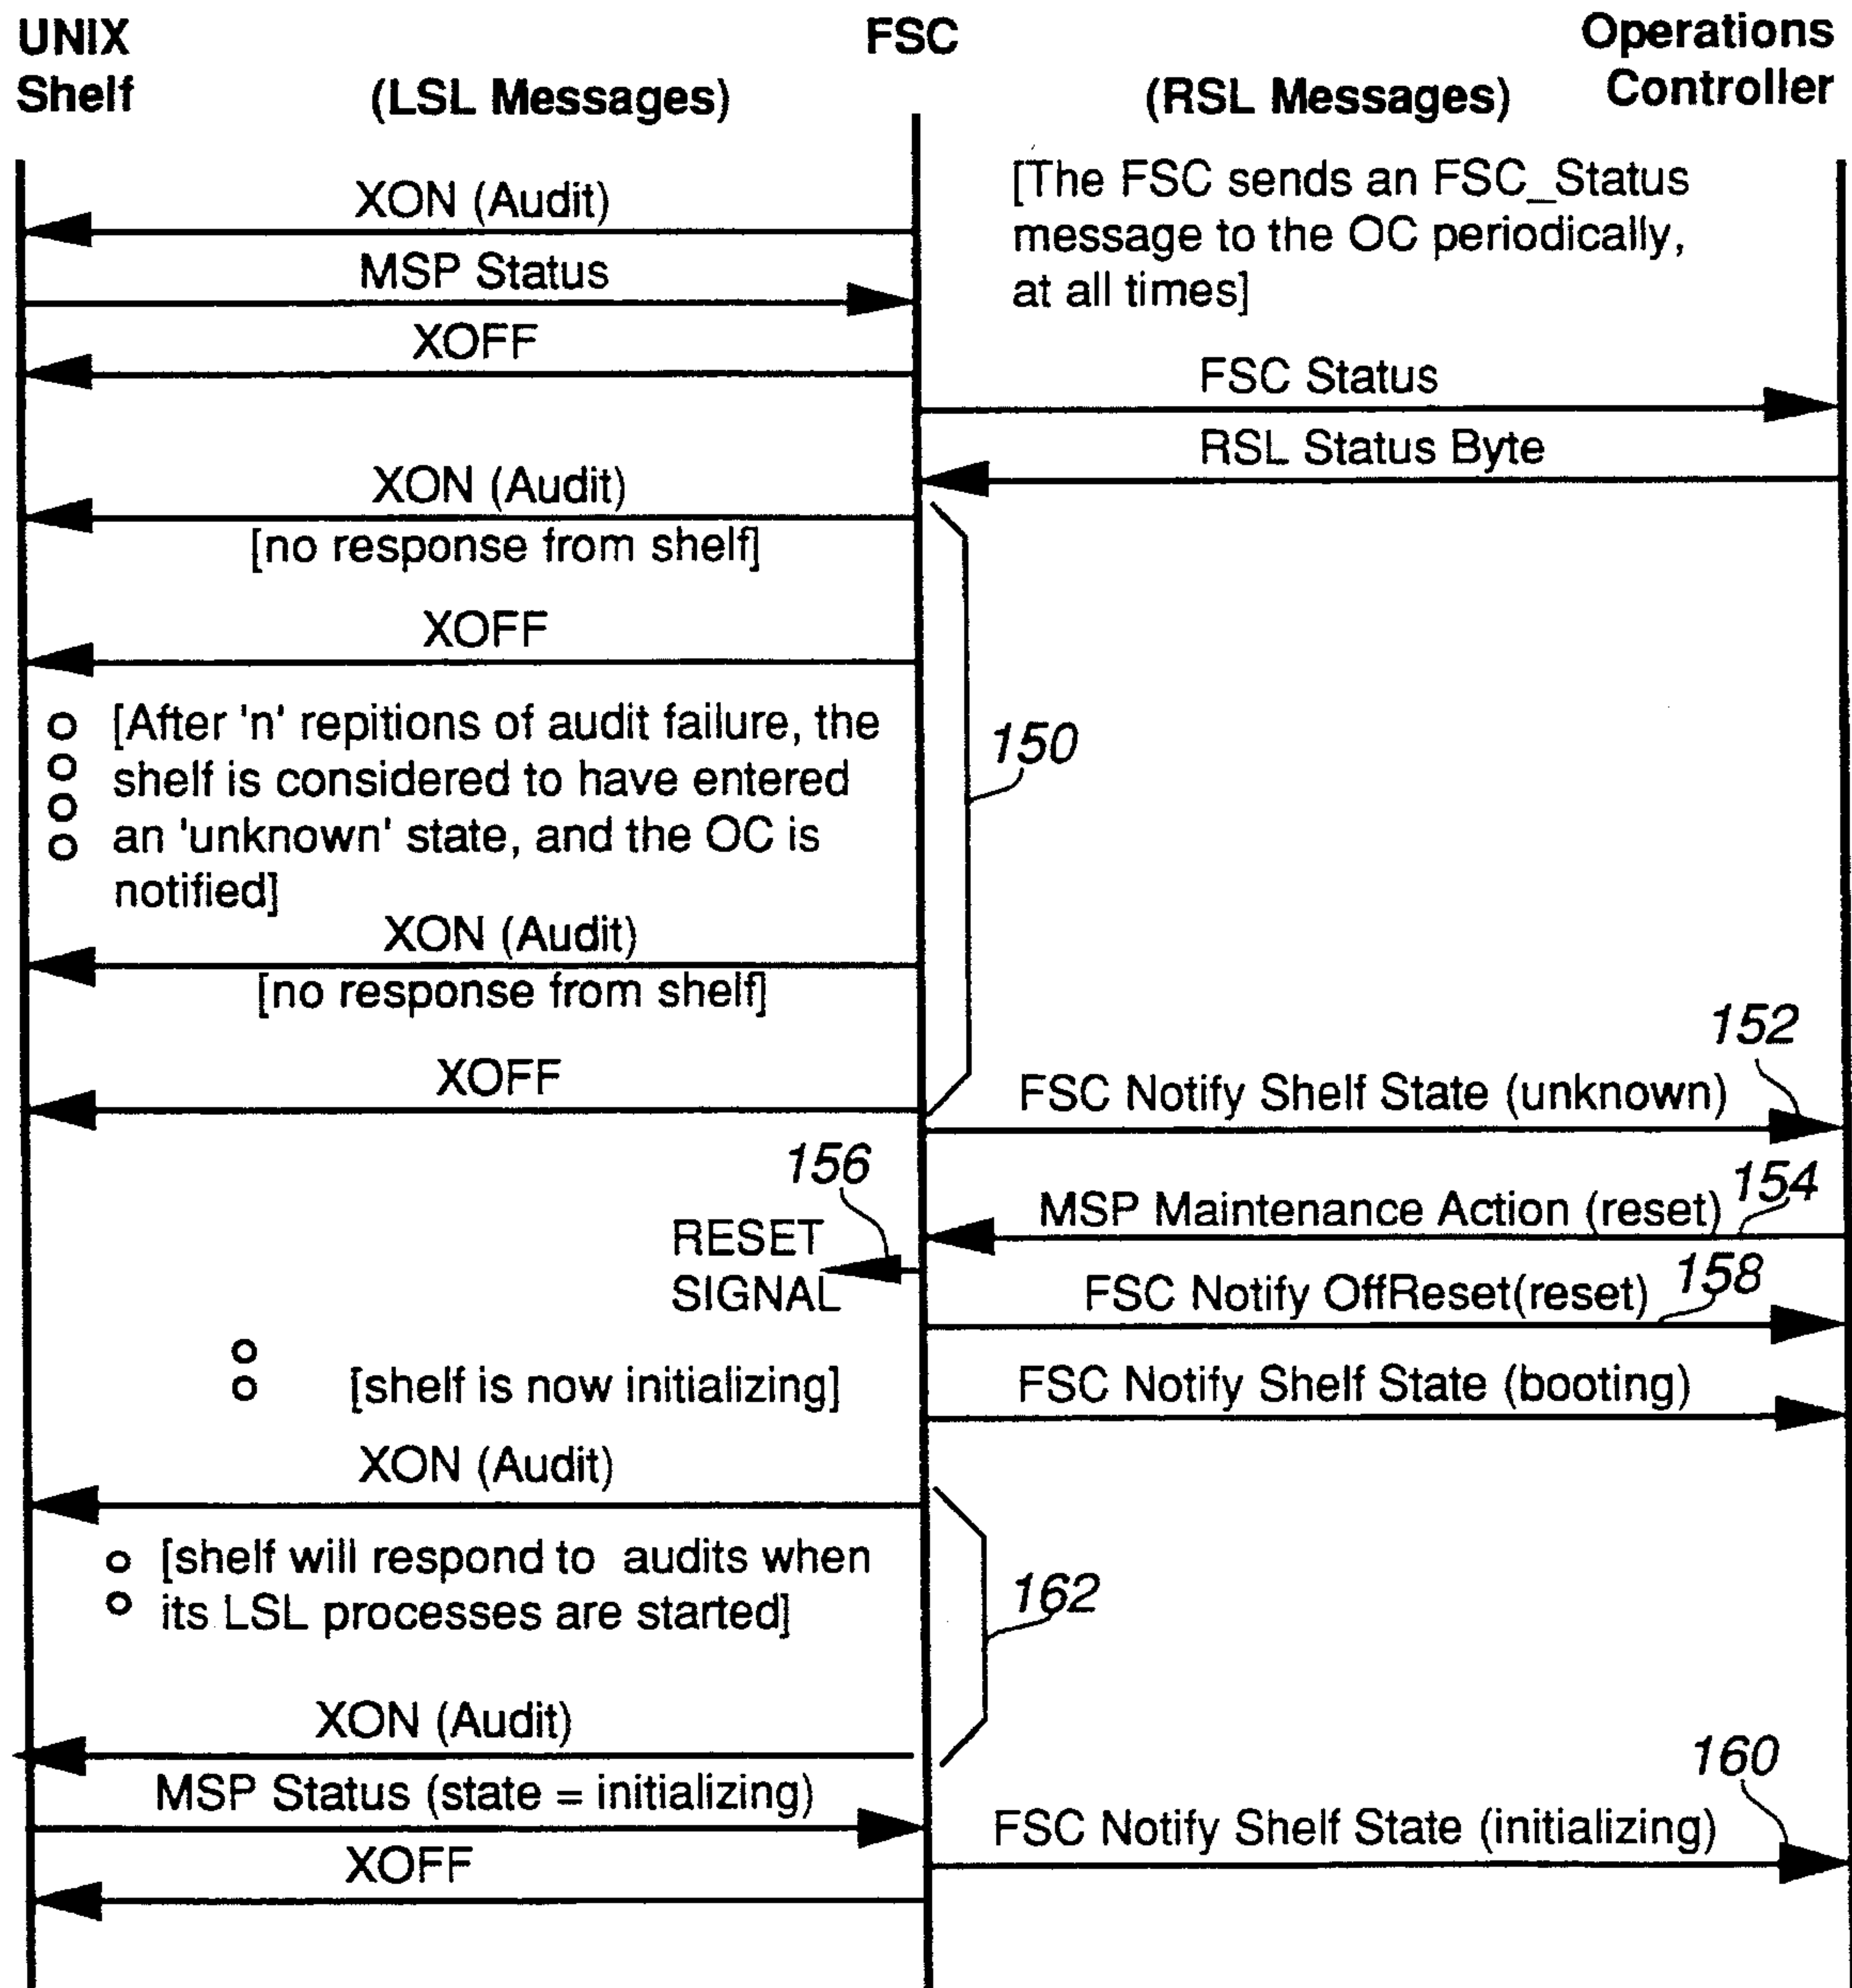 UNIX
Shelf
FSC
Operations
Controller
(LSL Messages)
(RSL Messages)
[The FSC sends an FSC_Status
message to the OC periodically,
at all times]
XON (Audit)
MSP Status
XOFF
FSC Status
RSL Status Byte
XON (Audit)
[no response from shelf]
XOFF
[After 'n' repitions of audit failure, the
shelf is considered to have entered
an 'unknown' state, and the OC is
notified]
150
XON (Audit)
[no response from shelf]
XOFF
152
FSC Notify Shelf State (unknown)
156
154
MSP Maintenance Action (reset)
RESET
SIGNAL
158
FSC Notify OffReset(reset)
[shelf is now initializing]
FSC Notify Shelf State (booting)
XON (Audit)
[shelf will respond to audits when
its LSL processes are started]
162
XON (Audit)
160
MSP Status (state = initializing)
FSC Notify Shelf State (initializing)
XOFF